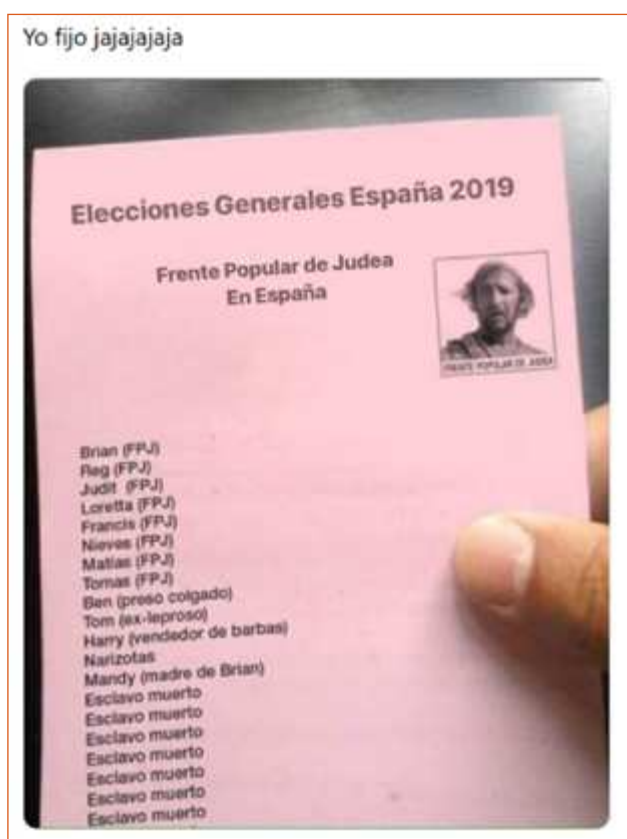 Yo fijo jajajajaja
Elecciones Generales España 2019
Frente Popular de Judea
En España
FRENTE POPULAR DE JUDEA
Brian (FPJ)
Reg (FPJ)
Judit (FPJ)
Loretta (FPJ)
Francis (FPJ)
Nieves (FPJ)
Matias (FPJ)
Tomas (FPJ)
Ben (preso colgado)
Tom (ex-leproso)
Harry (vendedor de barbas)
Narizotas
Mandy (madre de Brian)
Esclavo muerto
Esclavo muerto
Esclavo muerto
Esclavo muerto
Esclavo muerto
Esclavo muerto
Esclavo muerto